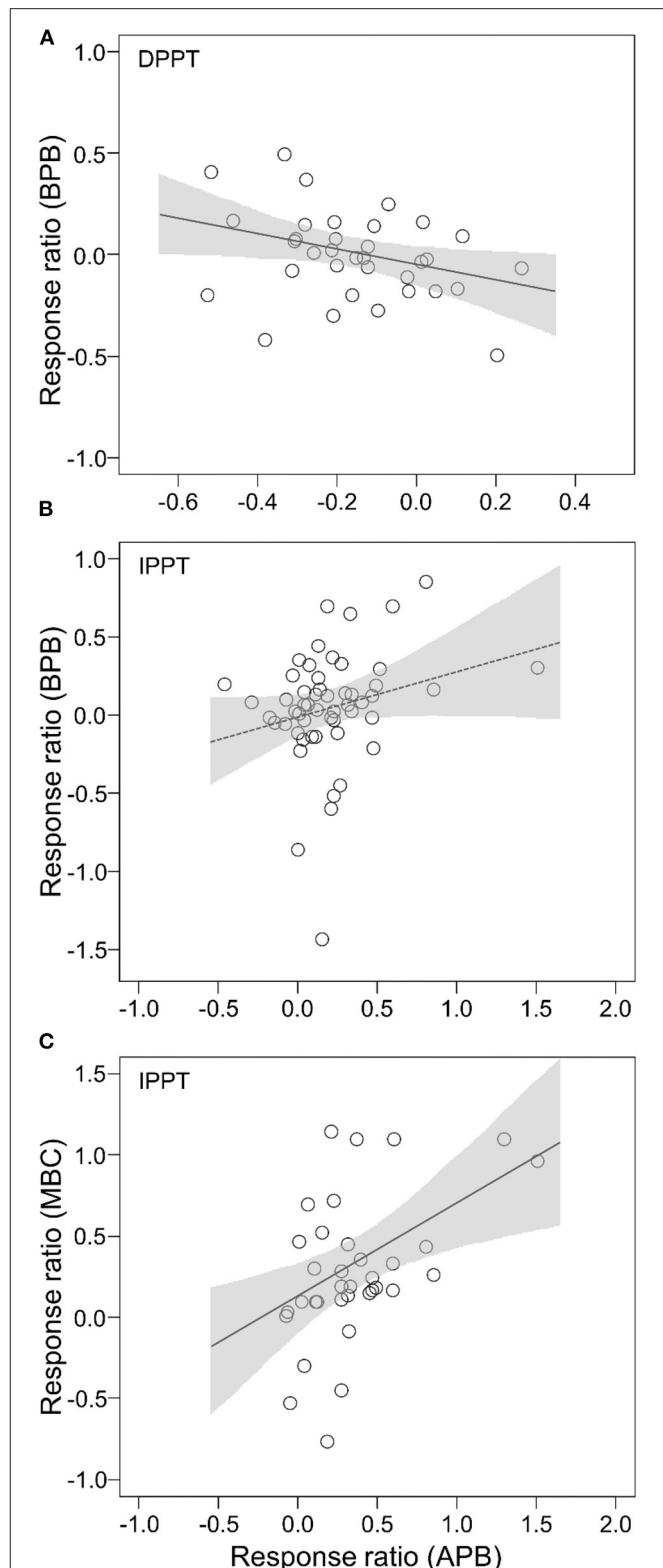 A
DPPT
1.0
0.5
0.0
-0.5
-1.0
Response ratio (BPB)
-0.6 -0.4 -0.2 0.0 0.2 0.4
B
IPPT
1.0
0.5
0.0
-0.5
-1.0
-1.5
Response ratio (BPB)
-1.0 -0.5 0.0 0.5 1.0 1.5 2.0
C
IPPT
1.5
1.0
0.5
0.0
-0.5
-1.0
Response ratio (MBC)
-1.0 -0.5 0.0 0.5 1.0 1.5 2.0
Response ratio (APB)